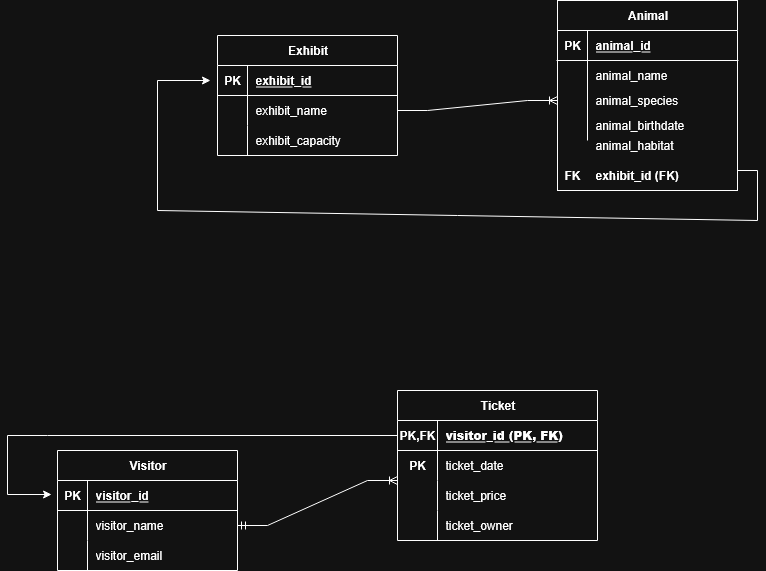 Animal
PK animal_id
animal_name
animal_species
animal_birthdate
animal_habitat
FK exhibit_id (FK)
Exhibit
PK exhibit_id
exhibit_name
exhibit_capacity
Ticket
PK,FK visitor_id (PK, FK)
PK ticket_date
ticket_price
ticket_owner
Visitor
PK visitor_id
visitor_name
visitor_email